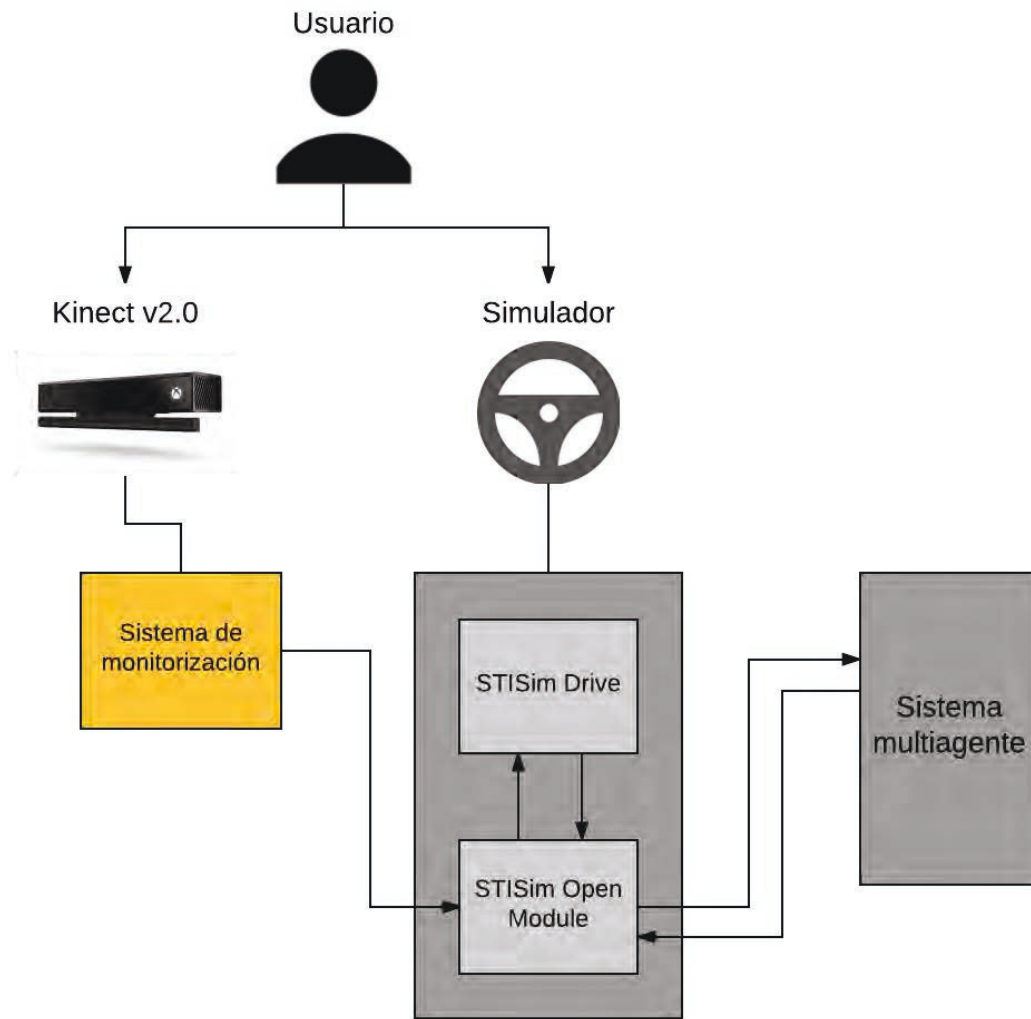 Usuario
Kinect v2.0
Simulador
Sistema de
monitorización
STISim Drive
Sistema
multiagente
STISim Open
Module